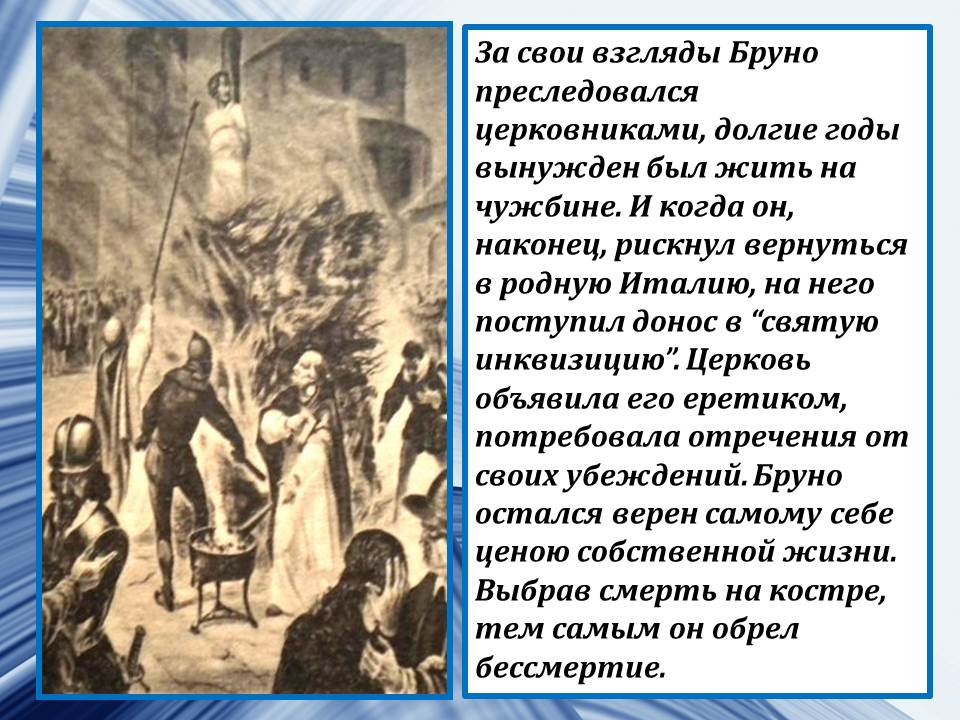 За свои взгляды Бруно
преследовался
церковниками, долгие годы
вынужден был жить на
чужбине. И когда он,
наконец, рискнул вернуться
в родную Италию, на него
поступил донос в “святую
инквизицию”. Церковь
объявила его еретиком,
потребовала отречения от
своих убеждений. Бруно
остался верен самому себе
ценою собственной жизни.
Выбрав смерть на костре,
тем самым он обрел
бессмертие.